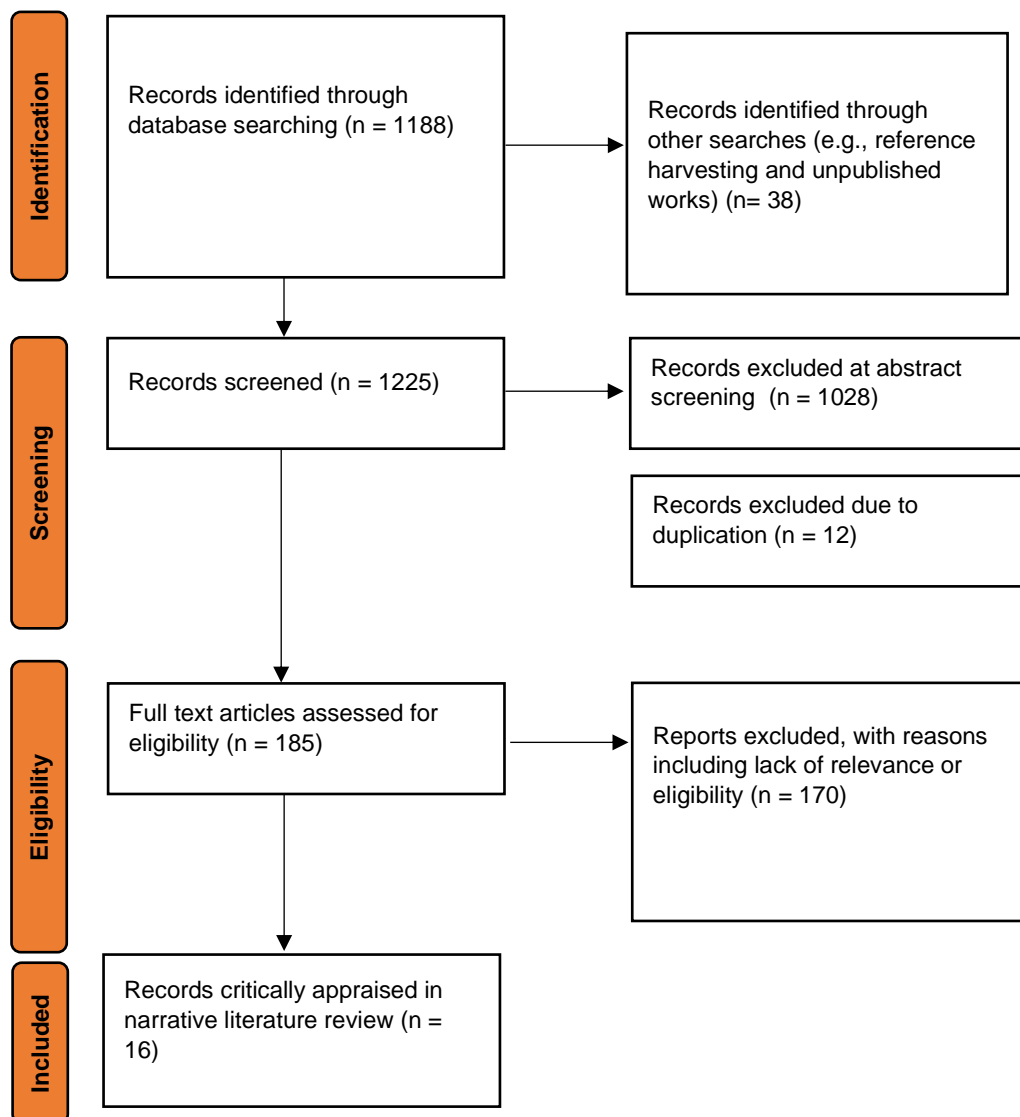 Identification
Records identified through
database searching (n = 1188)
Records identified through
other searches (e.g., reference
harvesting and unpublished
works) (n= 38)
Screening
Records screened (n = 1225)
Records excluded at abstract
screening  (n = 1028)
Records excluded due to
duplication (n = 12)
Eligibility
Full text articles assessed for
eligibility (n = 185)
Reports excluded, with reasons
including lack of relevance or
eligibility (n = 170)
Included
Records critically appraised in
narrative literature review (n =
16)